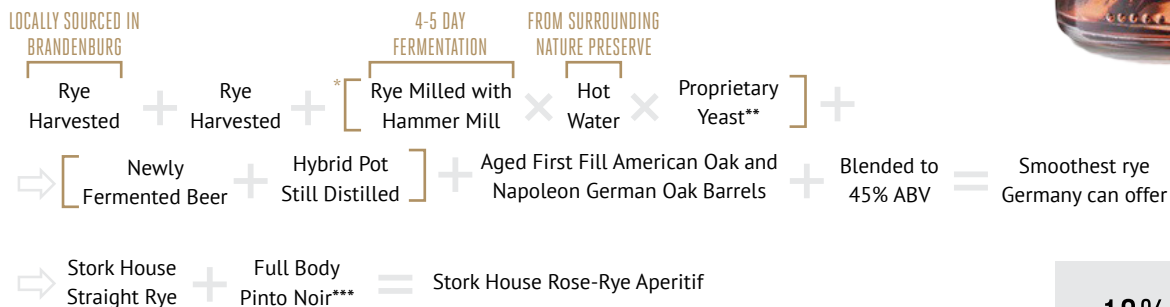 LOCALLY SOURCED IN
BRANDENBURG
4-5 DAY
FERMENTATION
FROM SURROUNDING
NATURE PRESERVE
Rye
Harvested
+
Rye
Harvested
+
*[
Rye Milled with
Hammer Mill
×
Hot
Water
×
Proprietary
Yeast**
]
+
⇨
[
Newly
Fermented Beer
+
Hybrid Pot
Still Distilled
]
+
Aged First Fill American Oak and
Napoleon German Oak Barrels
+
Blended to
45% ABV
=
Smoothest rye
Germany can offer
⇨
Stork House
Straight Rye
+
Full Body
Pinto Noir***
=
Stork House Rose-Rye Aperitif